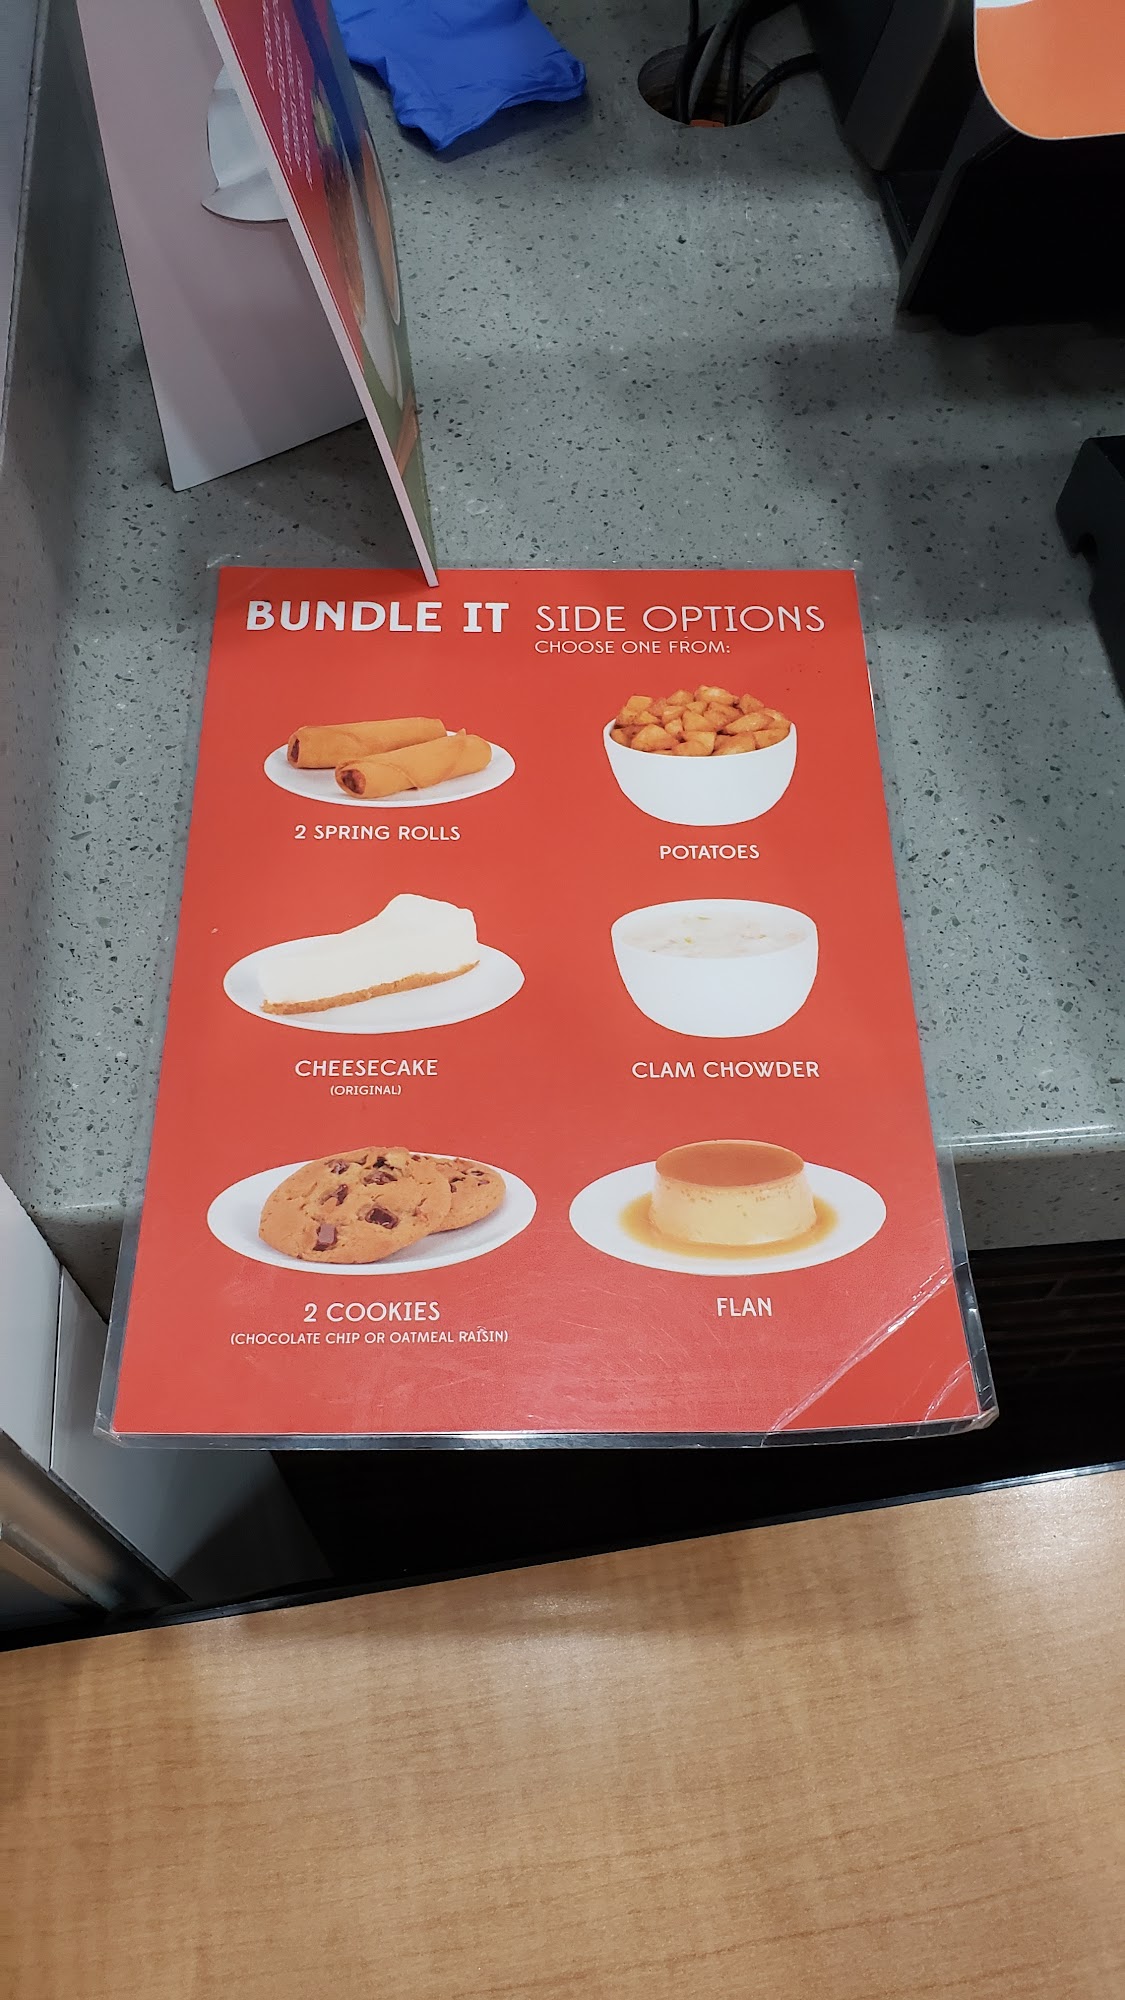 BUNDLE IT SIDE OPTIONS
CHOOSE ONE FROM:
2 SPRING ROLLS
POTATOES
CHEESECAKE
(ORIGINAL)
CLAM CHOWDER
2 COOKIES
(CHOCOLATE CHIP OR OATMEAL RAISIN)
FLAN